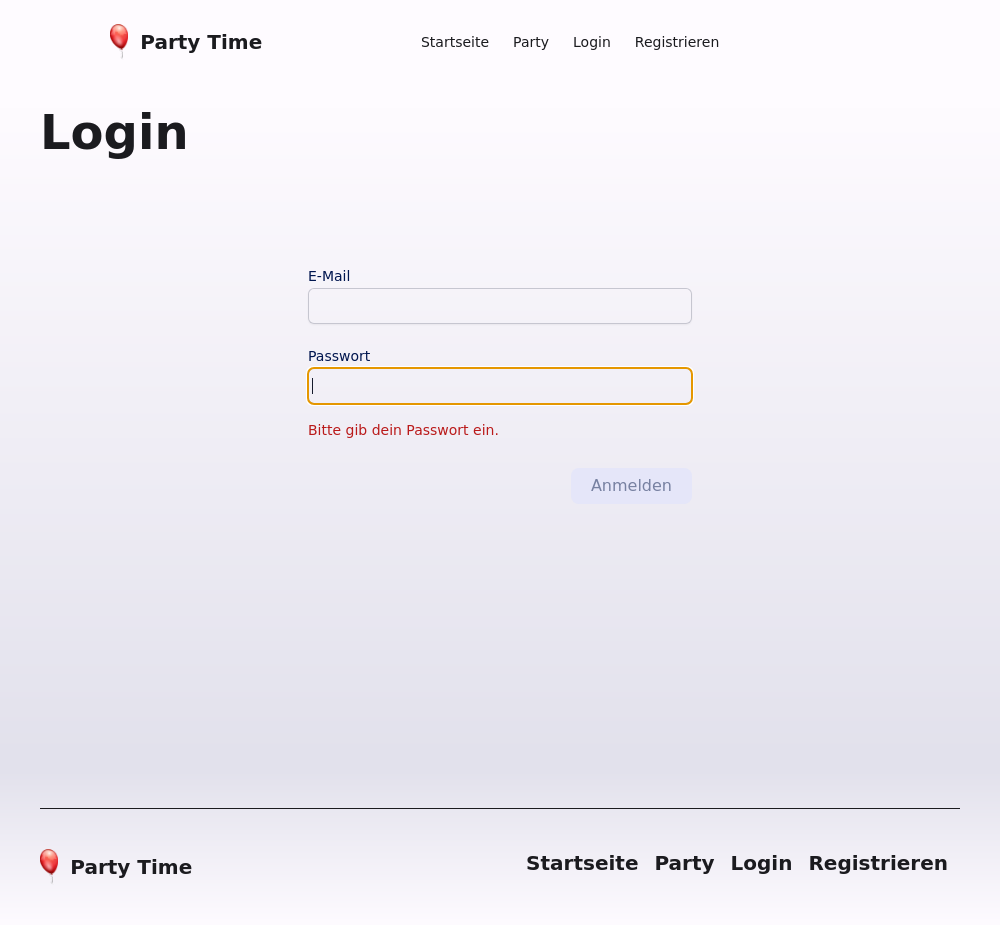 Party Time
Startseite Party Login Registrieren
Login
E-Mail
Passwort
Bitte gib dein Passwort ein.
Anmelden
Party Time
Startseite Party Login Registrieren